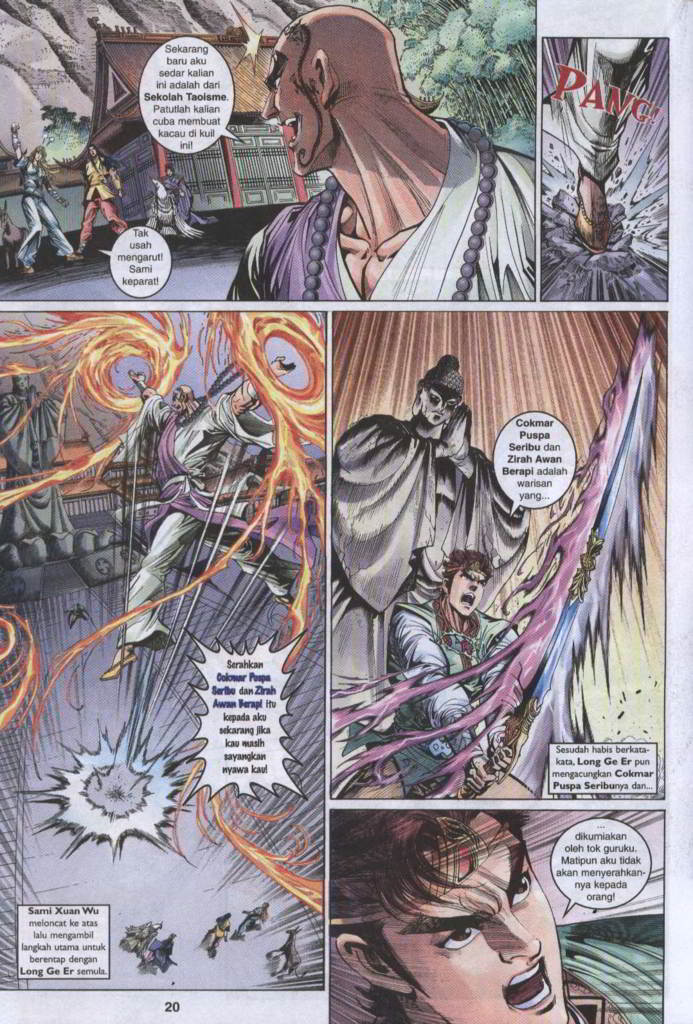 Sekarang
baru aku
sedar kalian
ini adalah dari
Sekolah Taoisme.
Patutlah kalian
cuba membuat
kacau di kuil
ini!
Tak
usah
mengarut!
Sami
keparat!
PANG!
Serahkan
Cokmar Puspa
Seribu dan Zirah
Awan Berapi itu
kepada aku
sekarang jika
kau masih
sayangkan
nyawa kau!
Sami Xuan Wu
meloncat ke atas
lalu mengambil
langkah utama untuk
berentap dengan
Long Ge Er semula.
Cokmar
Puspa
Seribu dan
Zirah Awan
Berapi adalah
warisan
yang...
Sesudah habis berkata-
kata, Long Ge Er pun
mengacungkan Cokmar
Puspa Seribunya dan...
...
dikurniakan
oleh tok guruku.
Matipun aku tidak
akan menyerahkan-
nya kepada
orang!
20